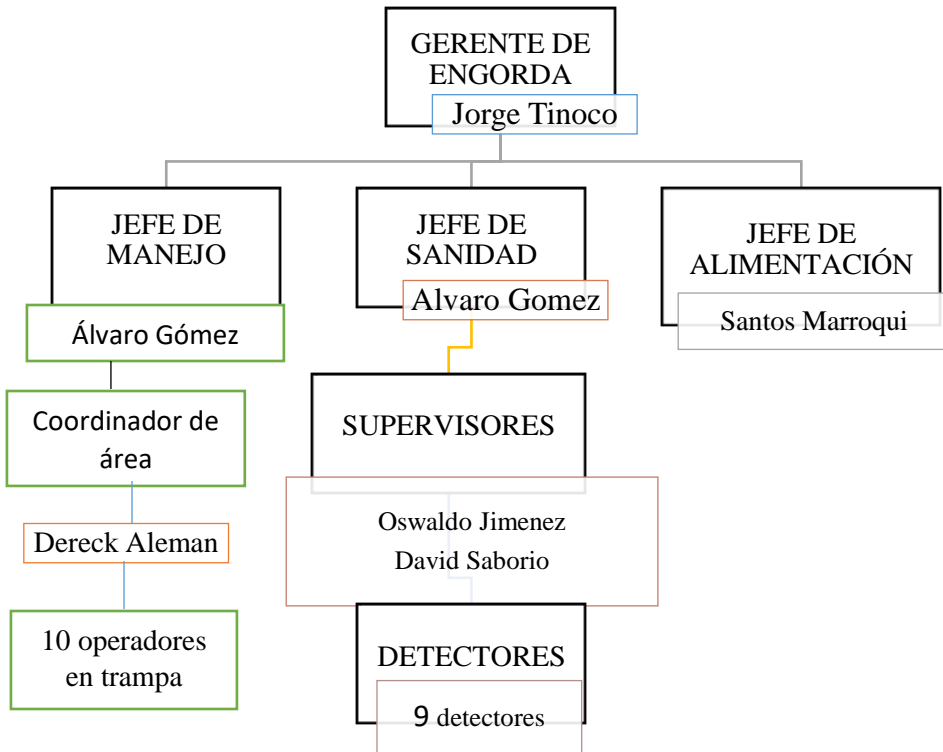 GERENTE DE
ENGORDA
Jorge Tinoco
JEFE DE
MANEJO
Álvaro Gómez
Coordinador de
área
Dereck Aleman
10 operadores
en trampa
JEFE DE
SANIDAD
Alvaro Gomez
SUPERVISORES
Oswaldo Jimenez
David Saborio
DETECTORES
9 detectores
JEFE DE
ALIMENTACIÓN
Santos Marroqui